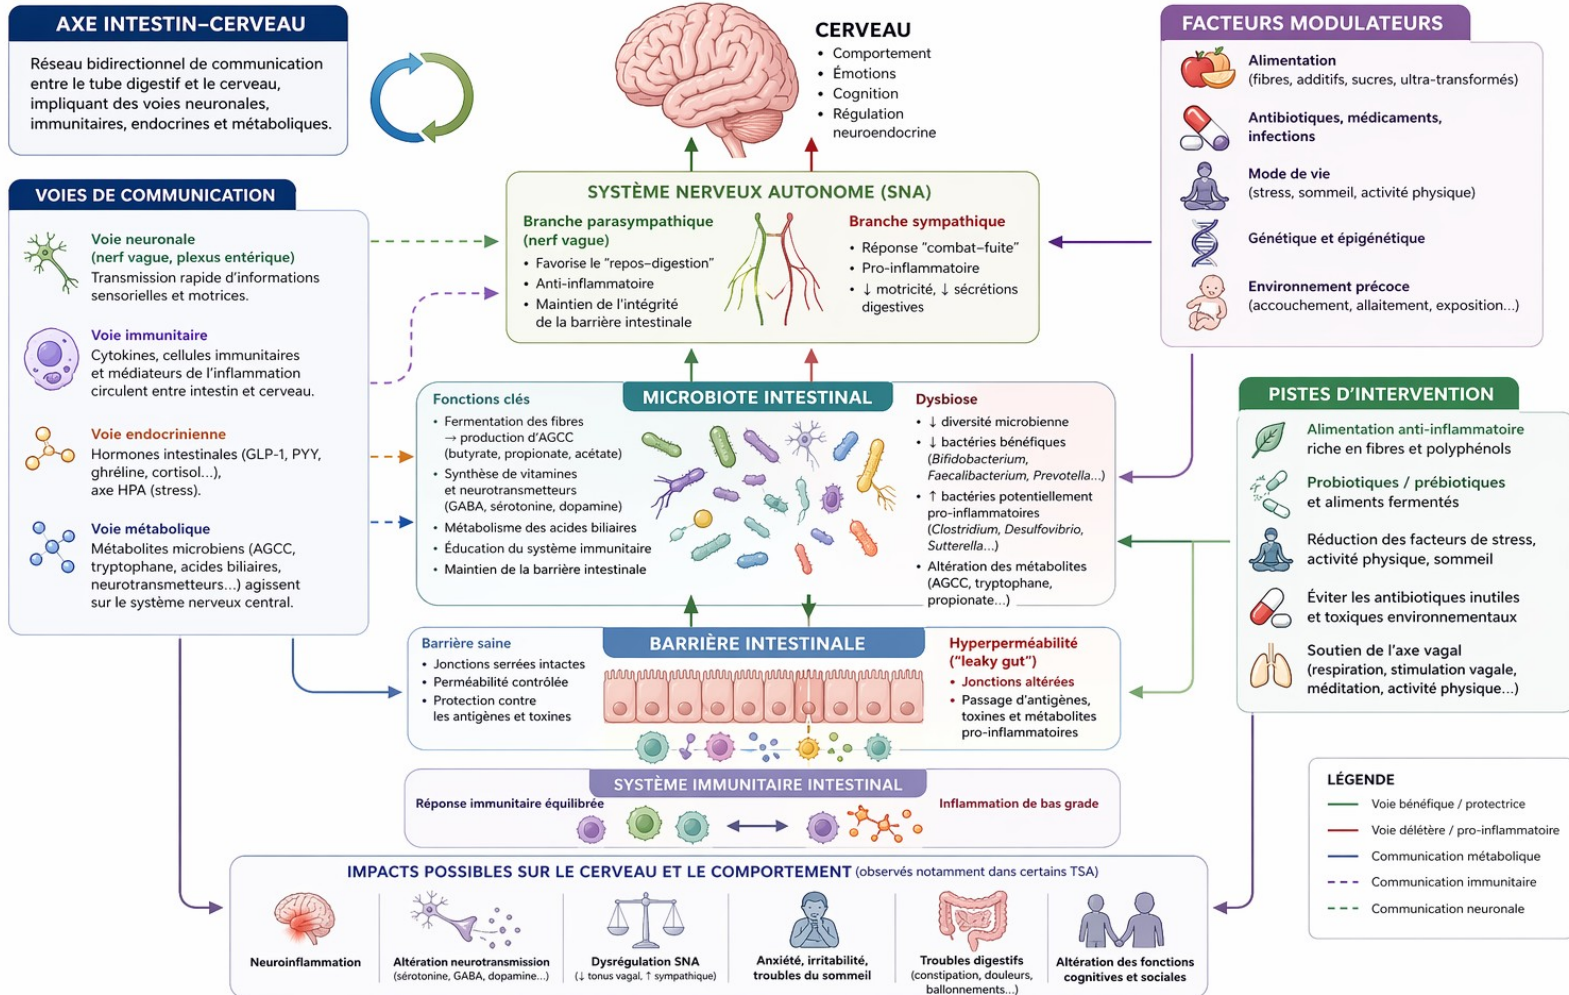 AXE INTESTIN–CERVEAU
Réseau bidirectionnel de communication
entre le tube digestif et le cerveau,
impliquant des voies neuronales,
immunitaires, endocrines et métaboliques.
CERVEAU
• Comportement
• Émotions
• Cognition
• Régulation
neuroendocrine
FACTEURS MODULATEURS
Alimentation
(fibres, additifs, sucres, ultra-transformés)
Antibiotiques, médicaments,
infections
Mode de vie
(stress, sommeil, activité physique)
Génétique et épigénétique
Environnement précoce
(accouchement, allaitement, exposition...)
VOIES DE COMMUNICATION
Voie neuronale
(nerf vague, plexus entérique)
Transmission rapide d'informations
sensorielles et motrices.
Voie immunitaire
Cytokines, cellules immunitaires
et médiateurs de l'inflammation
circulent entre intestin et cerveau.
Voie endocrinienne
Hormones intestinales (GLP-1, PYY,
ghréline, cortisol...),
axe HPA (stress).
Voie métabolique
Métabolites microbiens (AGCC,
tryptophane, acides biliaires,
neurotransmetteurs...) agissent
sur le système nerveux central.
SYSTÈME NERVEUX AUTONOME (SNA)
Branche parasympathique
(nerf vague)
• Favorise le "repos–digestion"
• Anti-inflammatoire
• Maintien de l'intégrité
de la barrière intestinale
Branche sympathique
• Réponse "combat–fuite"
• Pro-inflammatoire
• ↓ motricité, ↓ sécrétions
digestives
MICROBIOTE INTESTINAL
Fonctions clés
• Fermentation des fibres
→ production d'AGCC
(butyrate, propionate, acétate)
• Synthèse de vitamines
et neurotransmetteurs
(GABA, sérotonine, dopamine)
• Métabolisme des acides biliaires
• Éducation du système immunitaire
• Maintien de la barrière intestinale
Dysbiose
• ↓ diversité microbienne
• ↓ bactéries bénéfiques
(Bifidobacterium,
Faecalibacterium, Prevotella...)
• ↑ bactéries potentiellement
pro-inflammatoires
(Clostridium, Desulfovibrio,
Sutterella...)
• Altération des métabolites
(AGCC, tryptophane,
propionate...)
PISTES D'INTERVENTION
Alimentation anti-inflammatoire
riche en fibres et polyphénols
Probiotiques / prébiotiques
et aliments fermentés
Réduction des facteurs de stress,
activité physique, sommeil
Éviter les antibiotiques inutiles
et toxiques environnementaux
Soutien de l'axe vagal
(respiration, stimulation vagale,
méditation, activité physique...)
BARRIÈRE INTESTINALE
Barrière saine
• Jonctions serrées intactes
• Perméabilité contrôlée
• Protection contre
les antigènes et toxines
Hyperperméabilité
("leaky gut")
• Jonctions altérées
• Passage d'antigènes,
toxines et métabolites
pro-inflammatoires
SYSTÈME IMMUNITAIRE INTESTINAL
Réponse immunitaire équilibrée
Inflammation de bas grade
LÉGENDE
Voie bénéfique / protectrice
Voie délétère / pro-inflammatoire
Communication métabolique
Communication immunitaire
Communication neuronale
IMPACTS POSSIBLES SUR LE CERVEAU ET LE COMPORTEMENT (observés notamment dans certains TSA)
Neuroinflammation
Altération neurotransmission
(sérotonine, GABA, dopamine...)
Dysrégulation SNA
(↓ tonus vagal, ↑ sympathique)
Anxiété, irritabilité,
troubles du sommeil
Troubles digestifs
(constipation, douleurs,
ballonnements...)
Altération des fonctions
cognitives et sociales